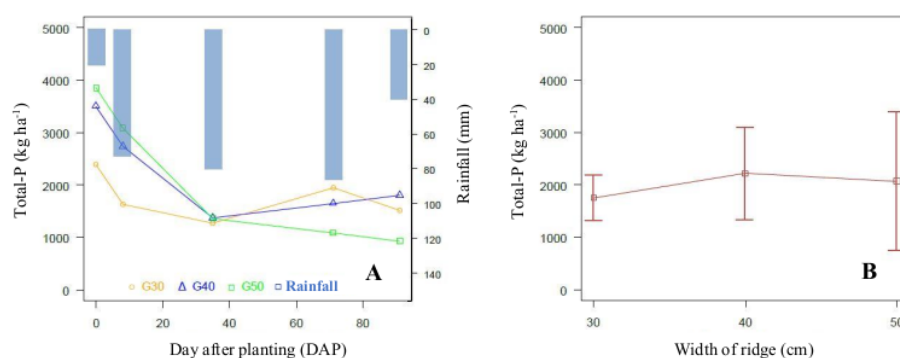 5000
4000
3000
2000
1000
0
Total-P (kg ha⁻¹)
0
20
40
60
80
100
120
140
Rainfall (mm)
G30 G40 G50 Rainfall
A
0 20 40 60 80
Day after planting (DAP)
5000
4000
3000
2000
1000
0
Total-P (kg ha⁻¹)
B
30 40 50
Width of ridge (cm)